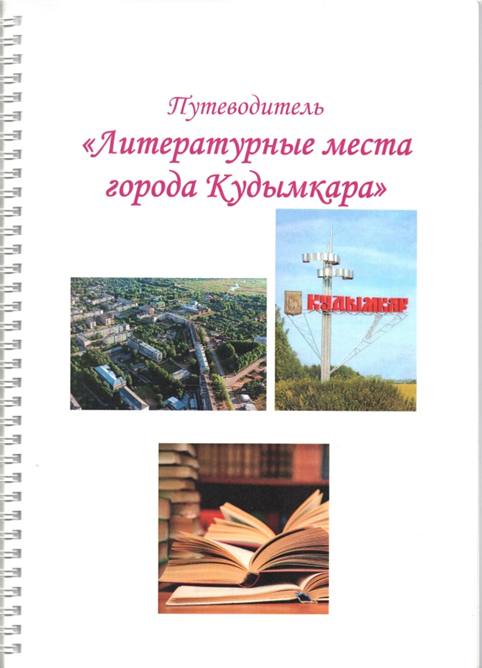 Путеводитель
«Литературные места
города Кудымкара»
КУДЫМКАР